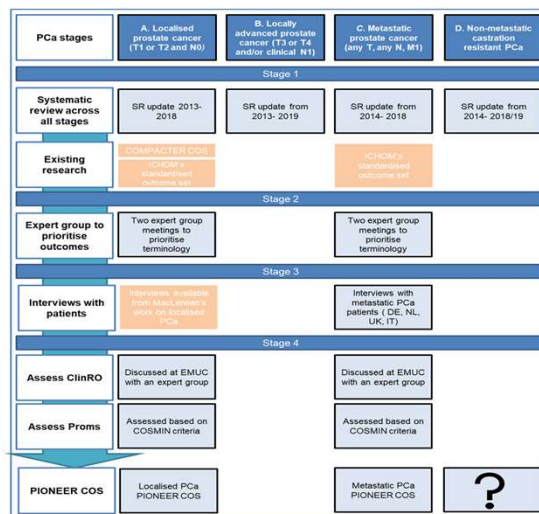 PCa stages
A. Localised
prostate cancer
(T1 or T2 and N0)
B. Locally
advanced prostate
cancer (T3 or T4
and/or clinical N1)
C. Metastatic
prostate cancer
(any T, any N, M1)
D. Non-metastatic
castration
resistant PCa
Stage 1
Systematic
review across
all stages
SR update 2013-
2018
SR update from
2013- 2019
SR update from
2014- 2018
SR update from
2014- 2018/19
Existing
research
COMPACTER COS
ICHOM's
standardised
outcome set
ICHOM's
standardised
outcome set
Stage 2
Expert group to
prioritise
outcomes
Two expert group
meetings to
prioritise
terminology
Two expert group
meetings to
prioritise
terminology
Stage 3
Interviews with
patients
Interviews available
from MacLennan's
work on localised
PCa
Interviews with
metastatic PCa
patients ( DE, NL,
UK, IT)
Stage 4
Assess ClinRO
Discussed at EMUC
with an expert group
Discussed at EMUC
with an expert group
Assess Proms
Assessed based on
COSMIN criteria
Assessed based on
COSMIN criteria
PIONEER COS
Localised PCa
PIONEER COS
Metastatic PCa
PIONEER COS
?